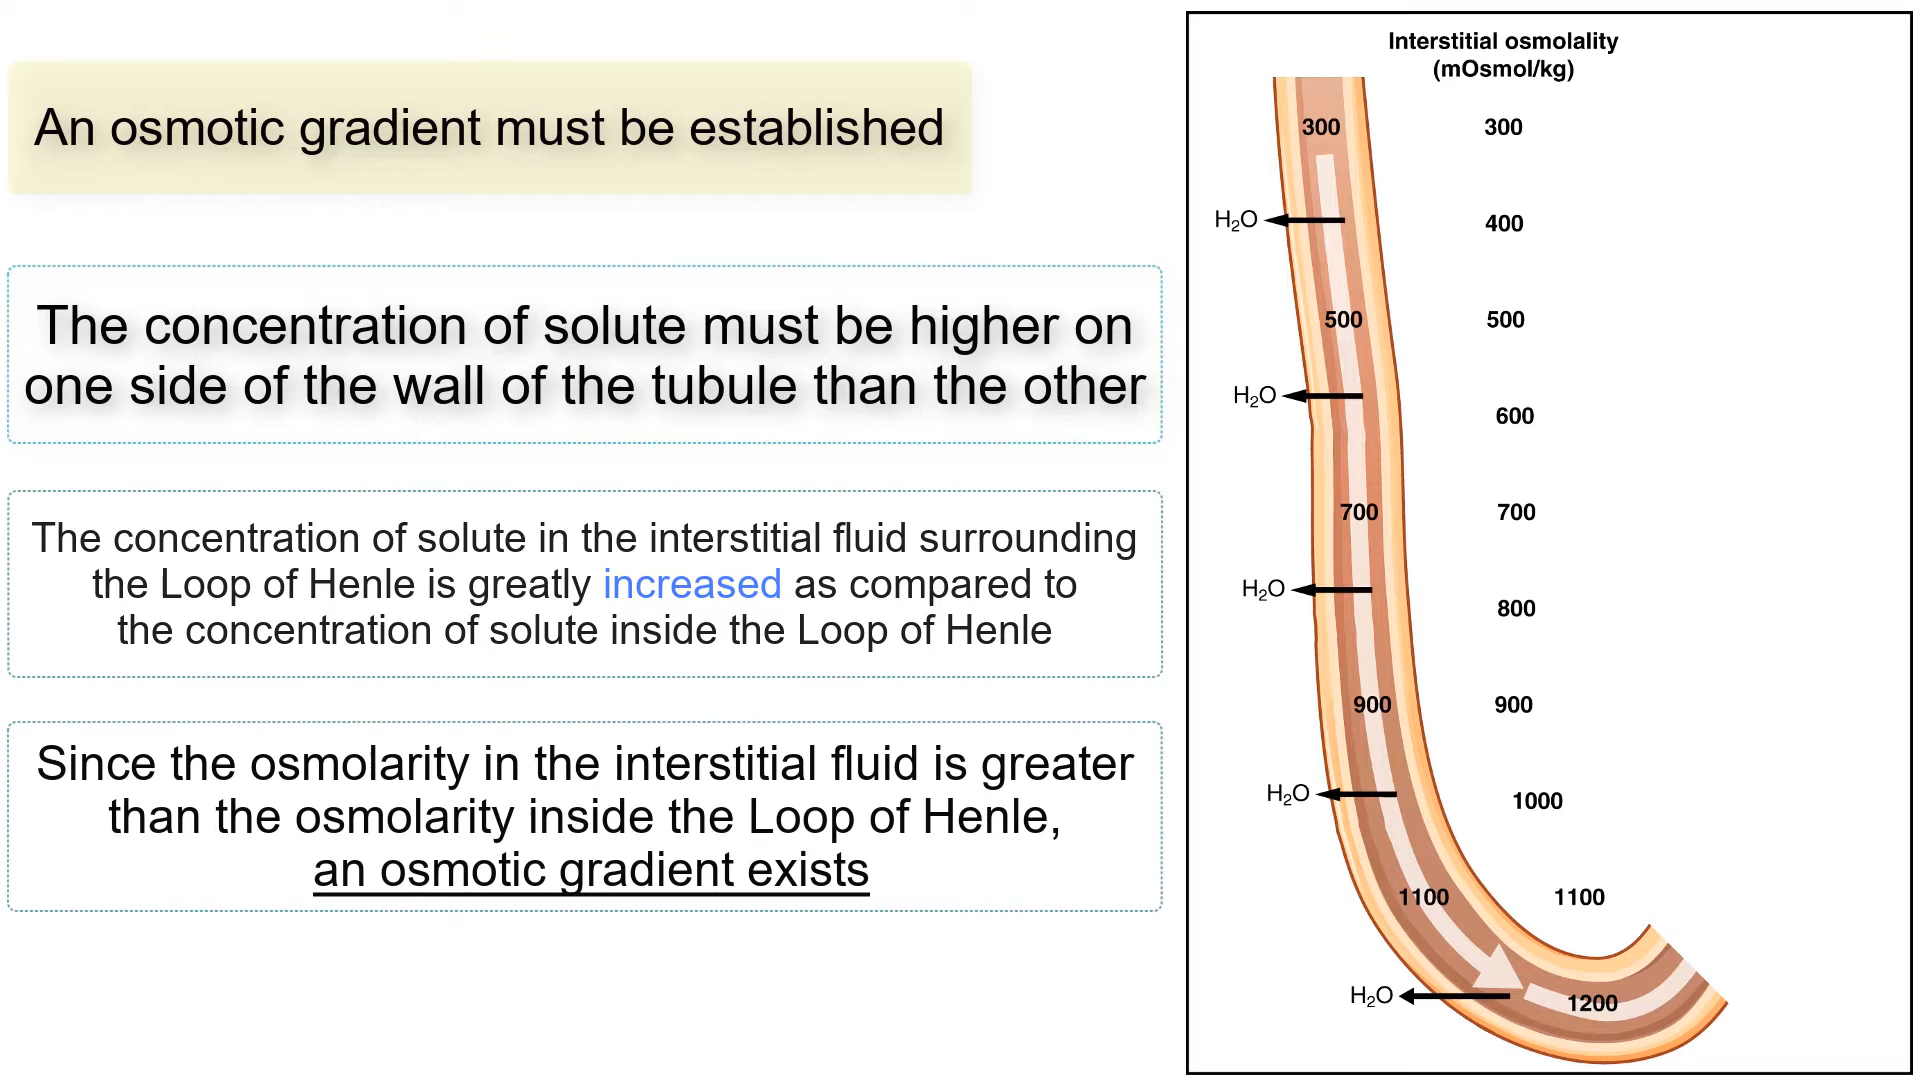 An osmotic gradient must be established
The concentration of solute must be higher on
one side of the wall of the tubule than the other
The concentration of solute in the interstitial fluid surrounding
the Loop of Henle is greatly increased as compared to
the concentration of solute inside the Loop of Henle
Since the osmolarity in the interstitial fluid is greater
than the osmolarity inside the Loop of Henle,
an osmotic gradient exists
Interstitial osmolality
(mOsmol/kg)
300 300
H₂O 400
500 500
H₂O
600
700 700
H₂O
800
900 900
H₂O
1000
1100 1100
H₂O
1200